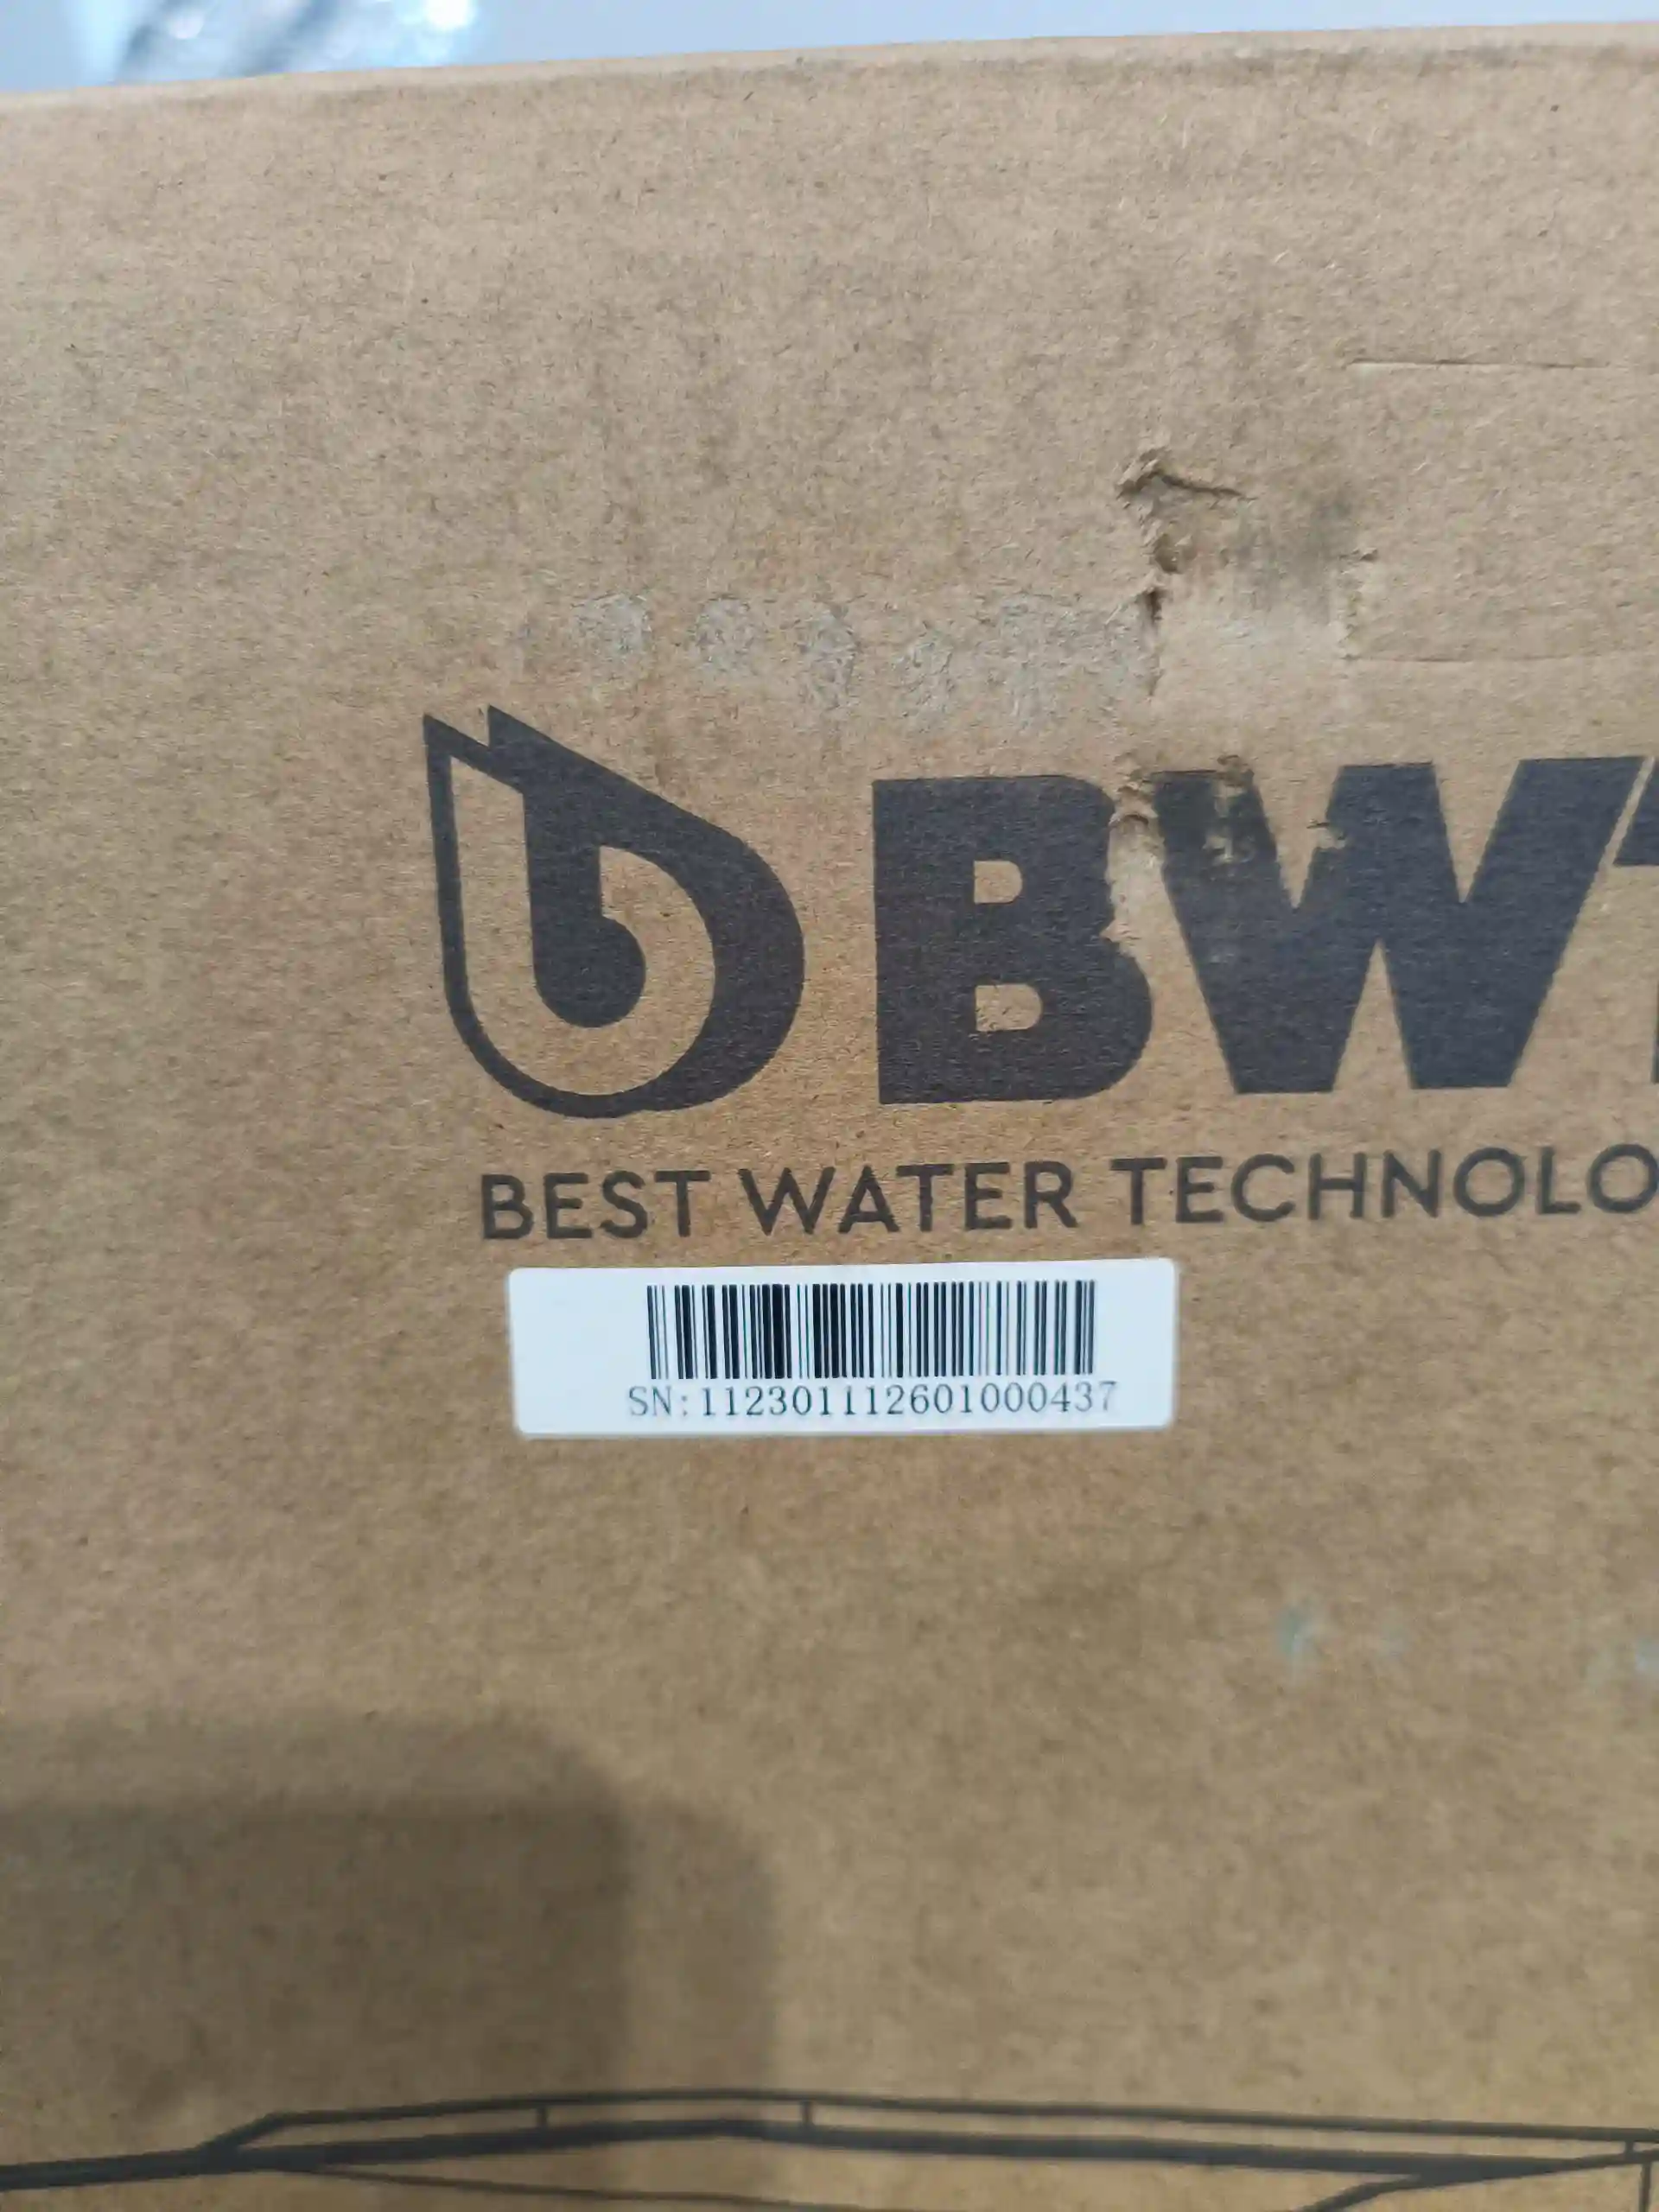 BWT
BEST WATER TECHNOLO
SN:112301112601000437